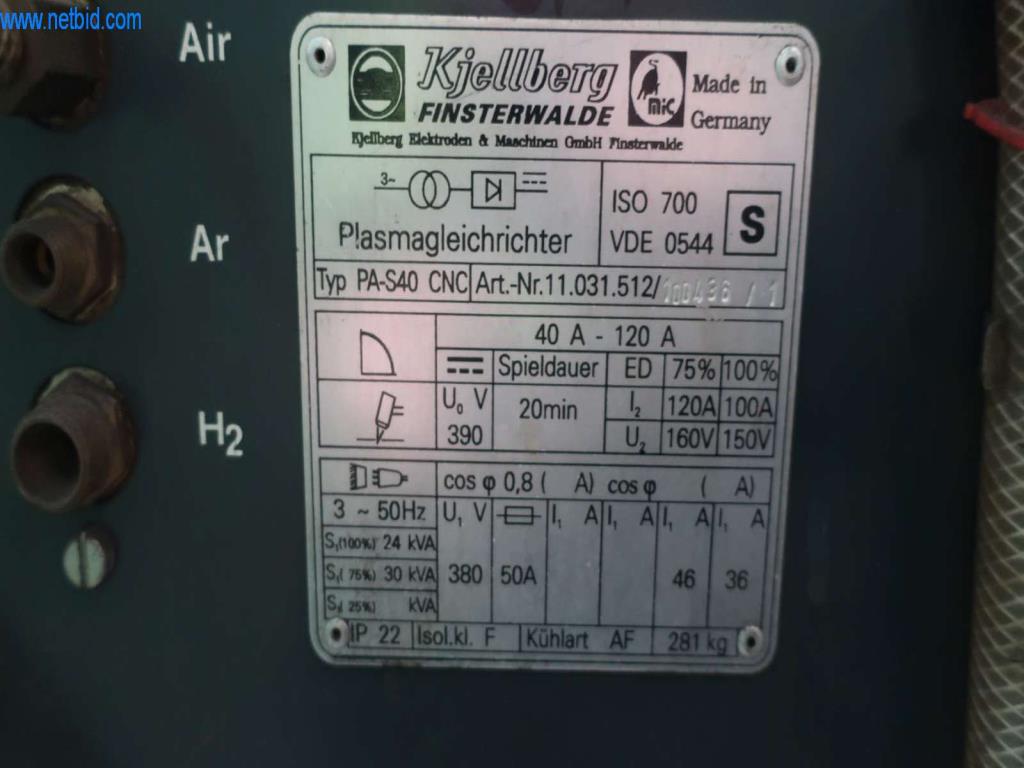 www.netbid.com
Air
Ar
H2
Kjellberg
FINSTERWALDE
MiC
Made in
Germany
Kjellberg Elektroden & Maschinen GmbH Finsterwalde
3~
Plasmagleichrichter
ISO 700
VDE 0544
S
Typ PA-S40 CNC Art.-Nr.11.031.512/100436 / 1
40 A - 120 A
Spieldauer ED 75% 100%
U₀ V
390
20min
I₂ 120A 100A
U₂ 160V 150V
cos φ 0,8 ( A) cos φ ( A)
3 ~ 50Hz U₁ V I₁ A I₁ A I₁ A I₁ A
S₁(100%) 24 kVA
S₁( 75%) 30 kVA 380 50A 46 36
S₁( 25%) kVA
IP 22 Isol.kl. F Kühlart AF 281 kg